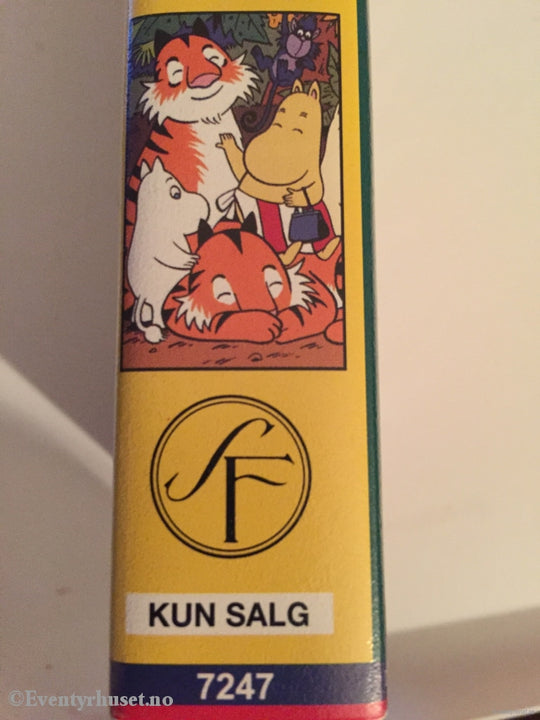 SF
KUN SALG
7247
©Eventyrhuset.no